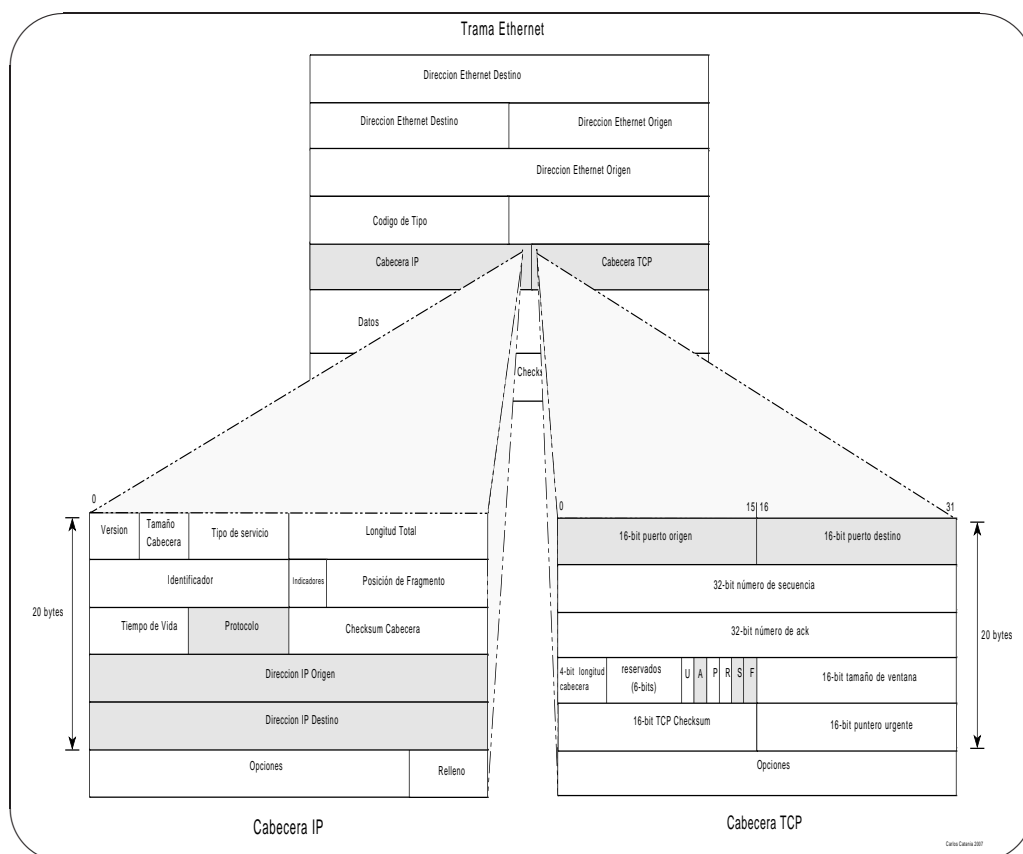 Trama Ethernet
Direccion Ethernet Destino
Direccion Ethernet Destino
Direccion Ethernet Origen
Direccion Ethernet Origen
Codigo de Tipo
Cabecera IP
Cabecera TCP
Datos
Checks
0
Version
Tamaño
Cabecera
Tipo de servicio
Longitud Total
Identificador
Indicadores
Posición de Fragmento
20 bytes
Tiempo de Vida
Protocolo
Checksum Cabecera
Direccion IP Origen
Direccion IP Destino
Opciones
Relleno
Cabecera IP
0
15
16
31
16-bit puerto origen
16-bit puerto destino
32-bit número de secuencia
32-bit número de ack
20 bytes
4-bit longitud
cabecera
reservados
(6-bits)
U
A
P
R
S
F
16-bit tamaño de ventana
16-bit TCP Checksum
16-bit puntero urgente
Opciones
Cabecera TCP
Carlos Catania 2007